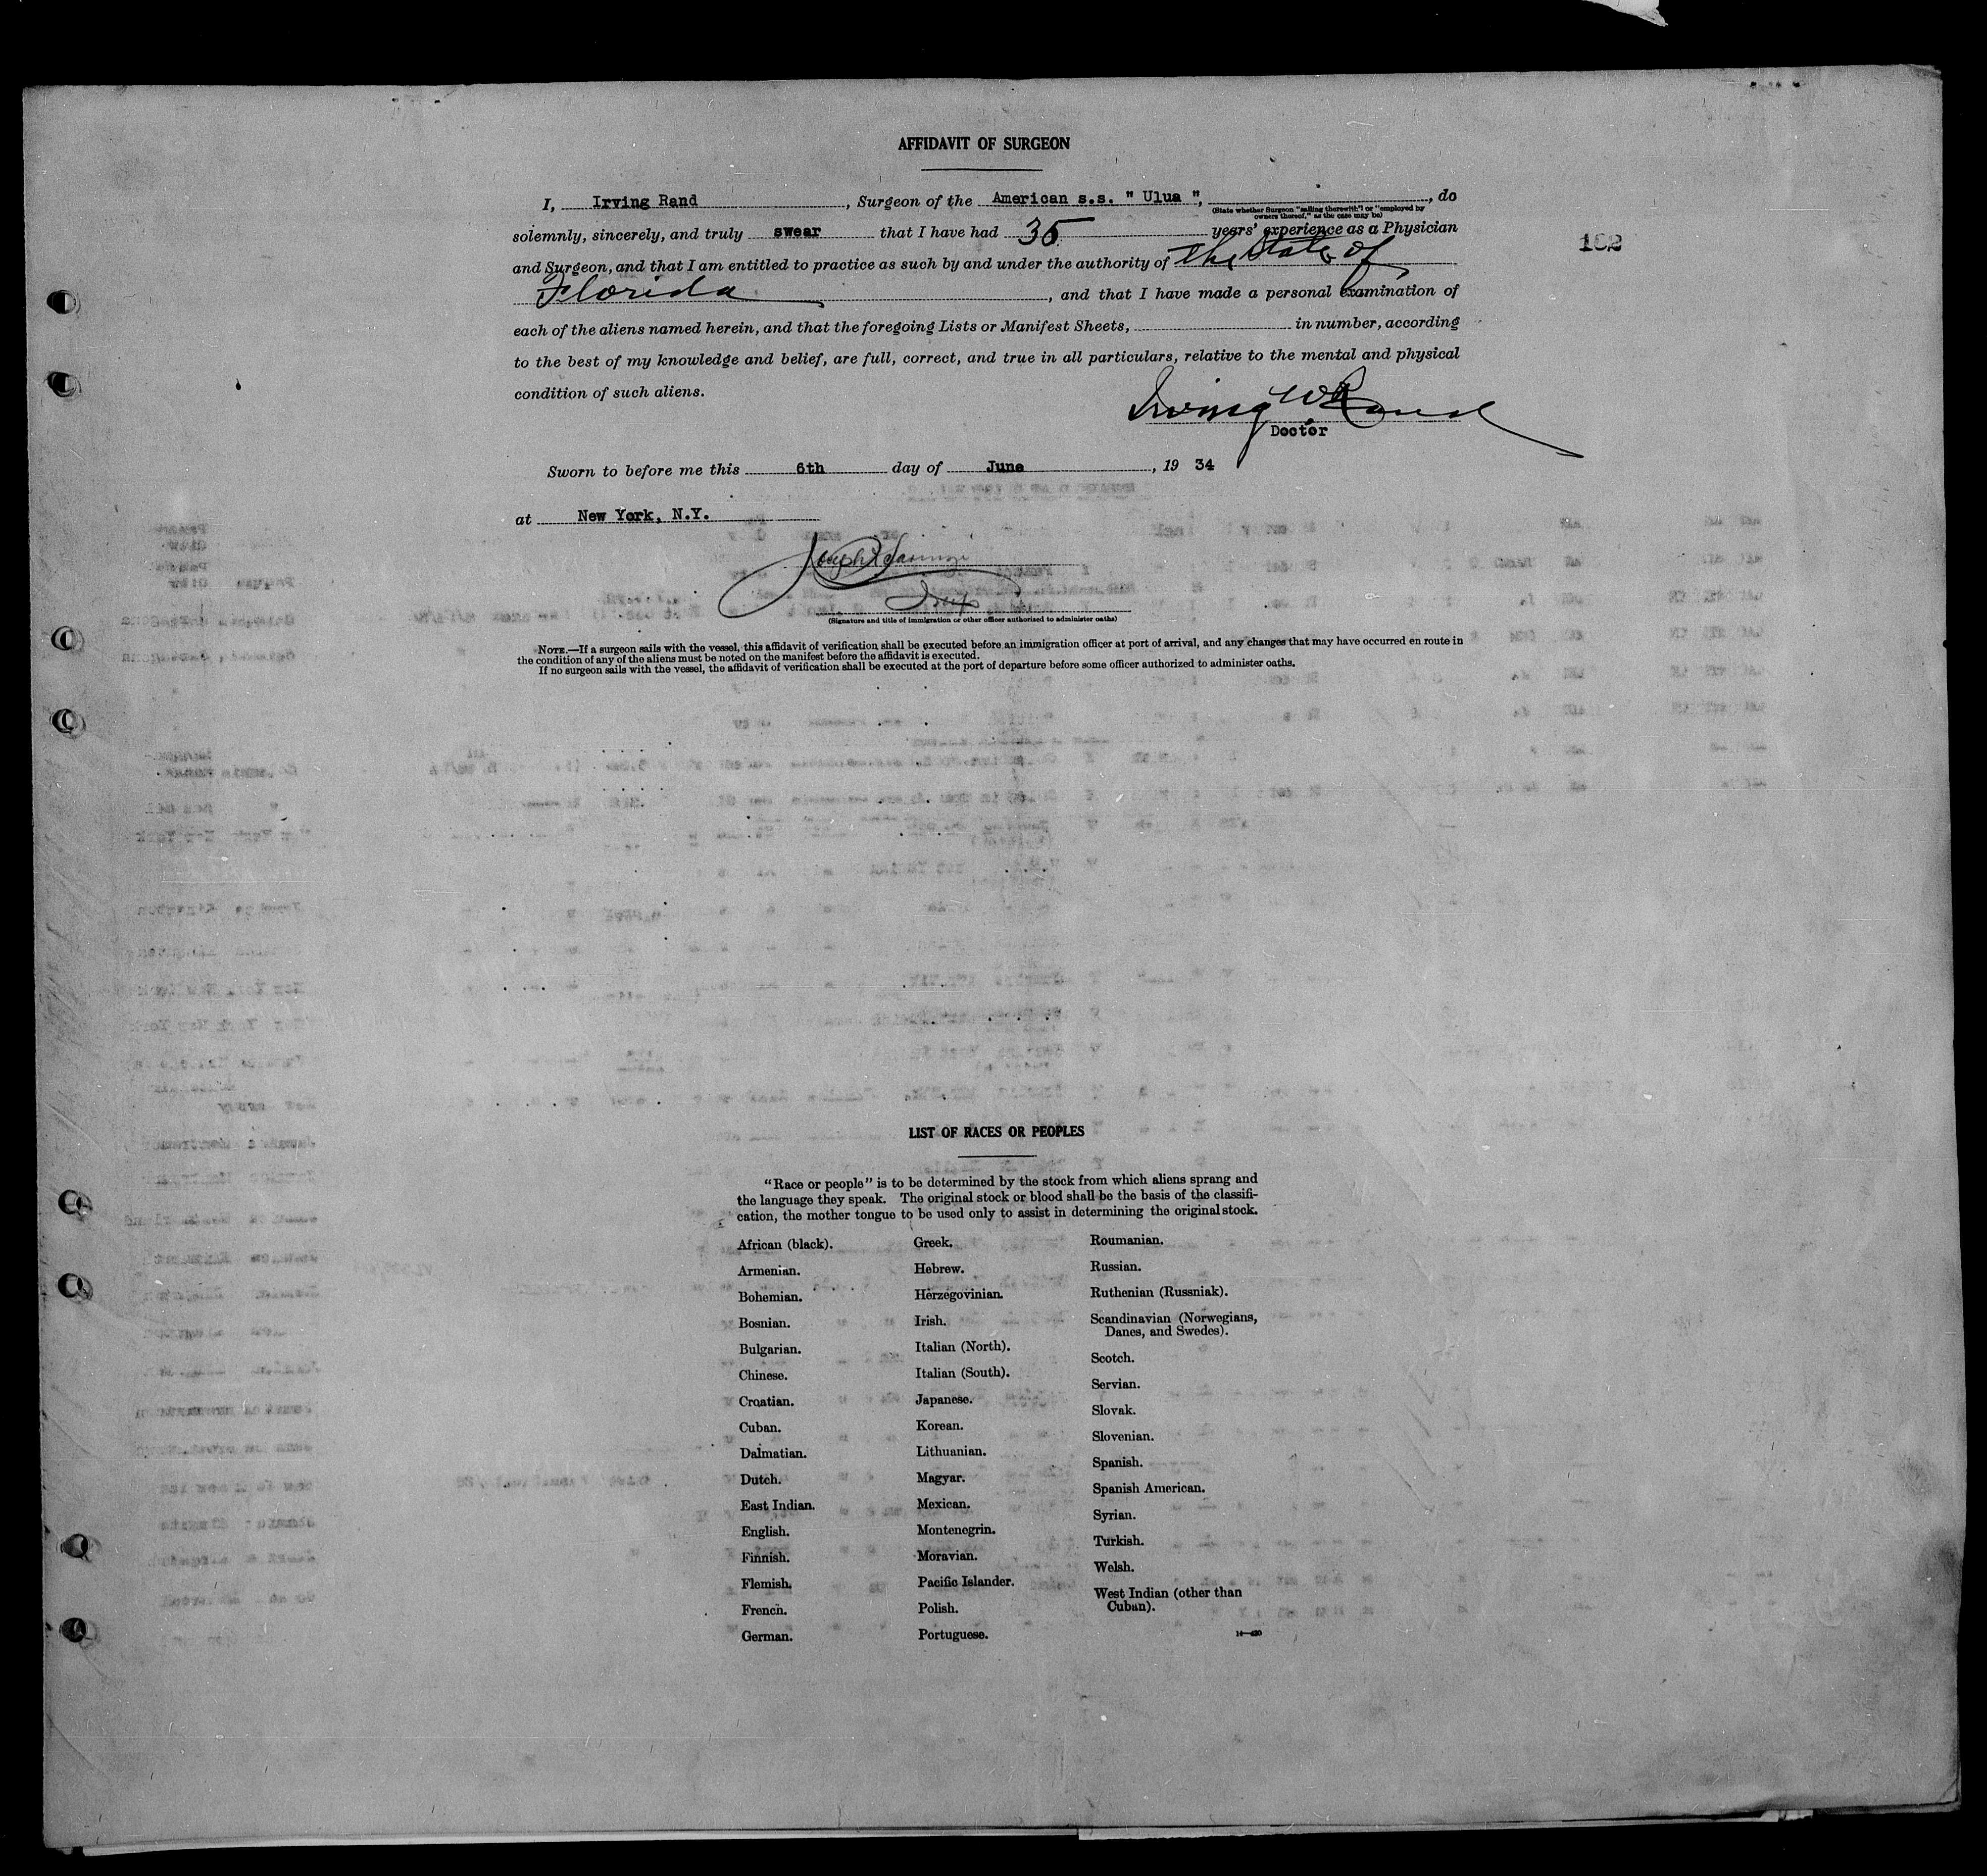 AFFIDAVIT OF SURGEON
I, Irving Rand, Surgeon of the American s.s. " Ulua ", , do
(State whether Surgeon "sailing therewith" or "employed by
owners thereof," as the case may be)
solemnly, sincerely, and truly swear that I have had 35 years' experience as a Physician
102
and Surgeon, and that I am entitled to practice as such by and under the authority of The State of
Florida, and that I have made a personal examination of
each of the aliens named herein, and that the foregoing Lists or Manifest Sheets, in number, according
to the best of my knowledge and belief, are full, correct, and true in all particulars, relative to the mental and physical
condition of such aliens.
Irving W Rand
Doctor
Sworn to before me this 6th day of June, 19 34
at New York, N.Y.
Joseph
(Signature and title of immigration or other officer authorized to administer oaths)
NOTE.—If a surgeon sails with the vessel, this affidavit of verification shall be executed before an immigration officer at port of arrival, and any changes that may have occurred en route in
the condition of any of the aliens must be noted on the manifest before the affidavit is executed.
If no surgeon sails with the vessel, the affidavit of verification shall be executed at the port of departure before some officer authorized to administer oaths.
LIST OF RACES OR PEOPLES
"Race or people" is to be determined by the stock from which aliens sprang and
the language they speak. The original stock or blood shall be the basis of the classifi-
cation, the mother tongue to be used only to assist in determining the original stock.
African (black).
Armenian.
Bohemian.
Bosnian.
Bulgarian.
Chinese.
Croatian.
Cuban.
Dalmatian.
Dutch.
East Indian.
English.
Finnish.
Flemish.
French.
German.
Greek.
Hebrew.
Herzegovinian.
Irish.
Italian (North).
Italian (South).
Japanese.
Korean.
Lithuanian.
Magyar.
Mexican.
Montenegrin.
Moravian.
Pacific Islander.
Polish.
Portuguese.
Roumanian.
Russian.
Ruthenian (Russniak).
Scandinavian (Norwegians,
Danes, and Swedes).
Scotch.
Servian.
Slovak.
Slovenian.
Spanish.
Spanish American.
Syrian.
Turkish.
Welsh.
West Indian (other than
Cuban).